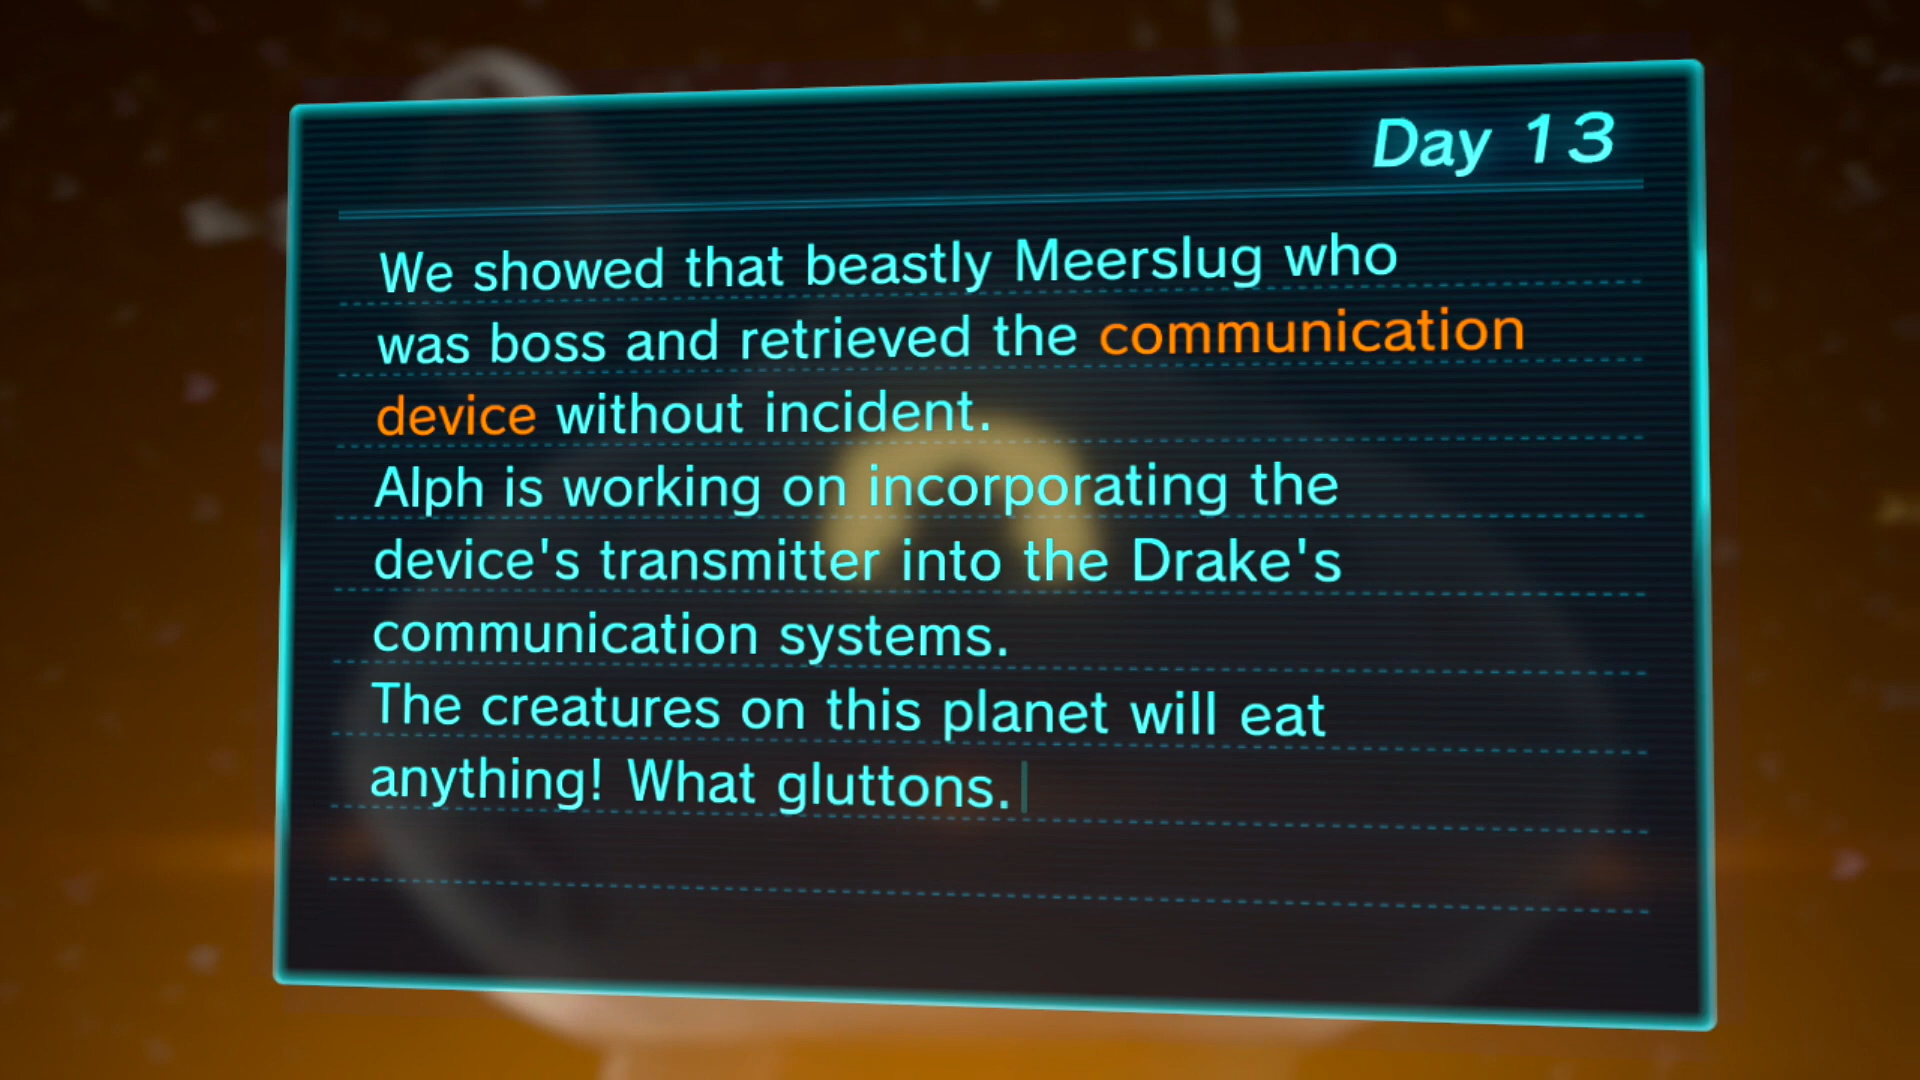 Day 13
We showed that beastly Meerslug who
was boss and retrieved the communication
device without incident.
Alph is working on incorporating the
device's transmitter into the Drake's
communication systems.
The creatures on this planet will eat
anything! What gluttons.